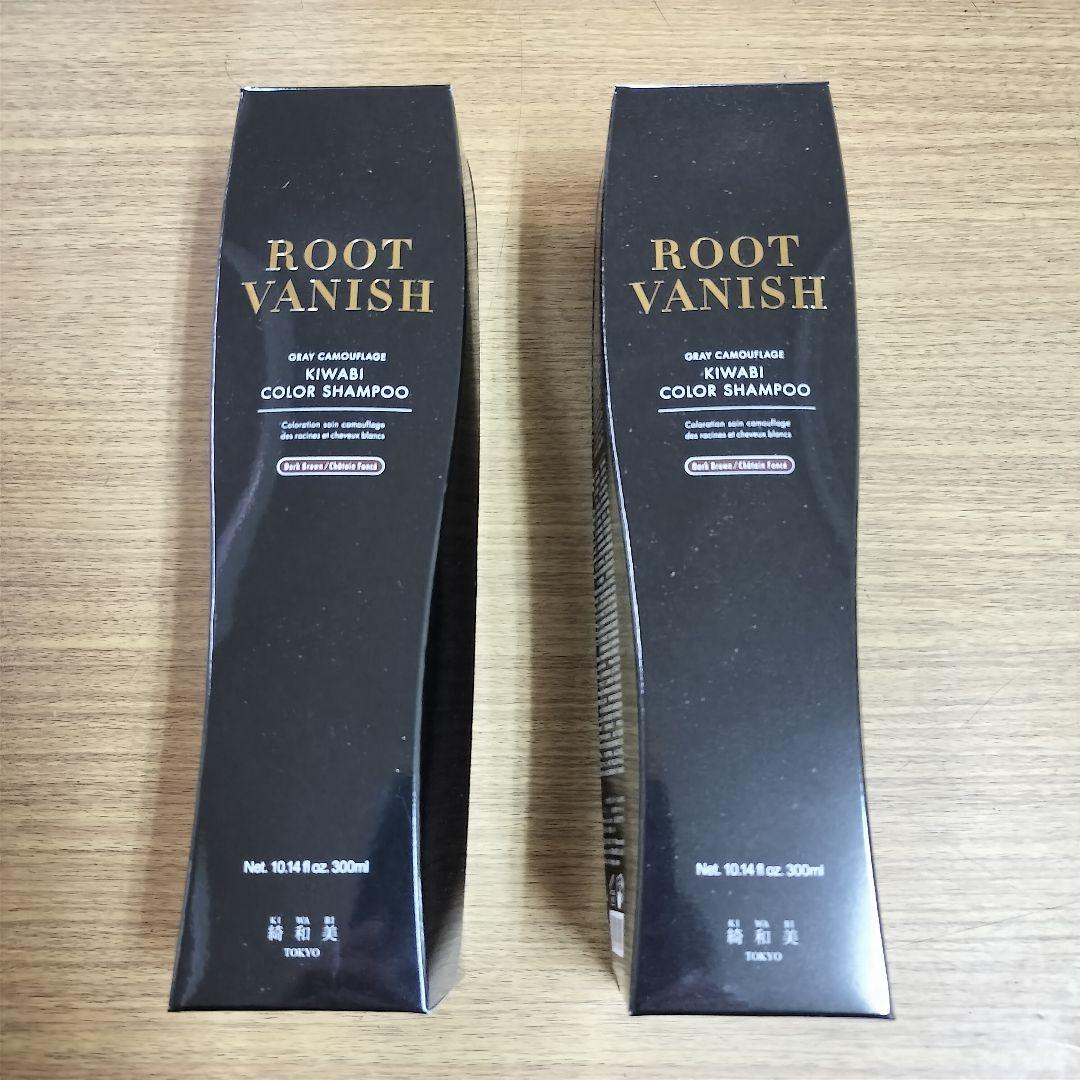 ROOT
VANISH
GRAY CAMOUFLAGE
KIWABI
COLOR SHAMPOO
Coloration soin camouflage
des racines et cheveux blancs
Dark Brown/Châtain Foncé
Net. 10.14 fl oz. 300ml
KI WA BI
綺和美
TOKYO
ROOT
VANISH
GRAY CAMOUFLAGE
KIWABI
COLOR SHAMPOO
Coloration soin camouflage
des racines et cheveux blancs
Dark Brown/Châtain Foncé
Net. 10.14 fl oz. 300ml
KI WA BI
綺和美
TOKYO